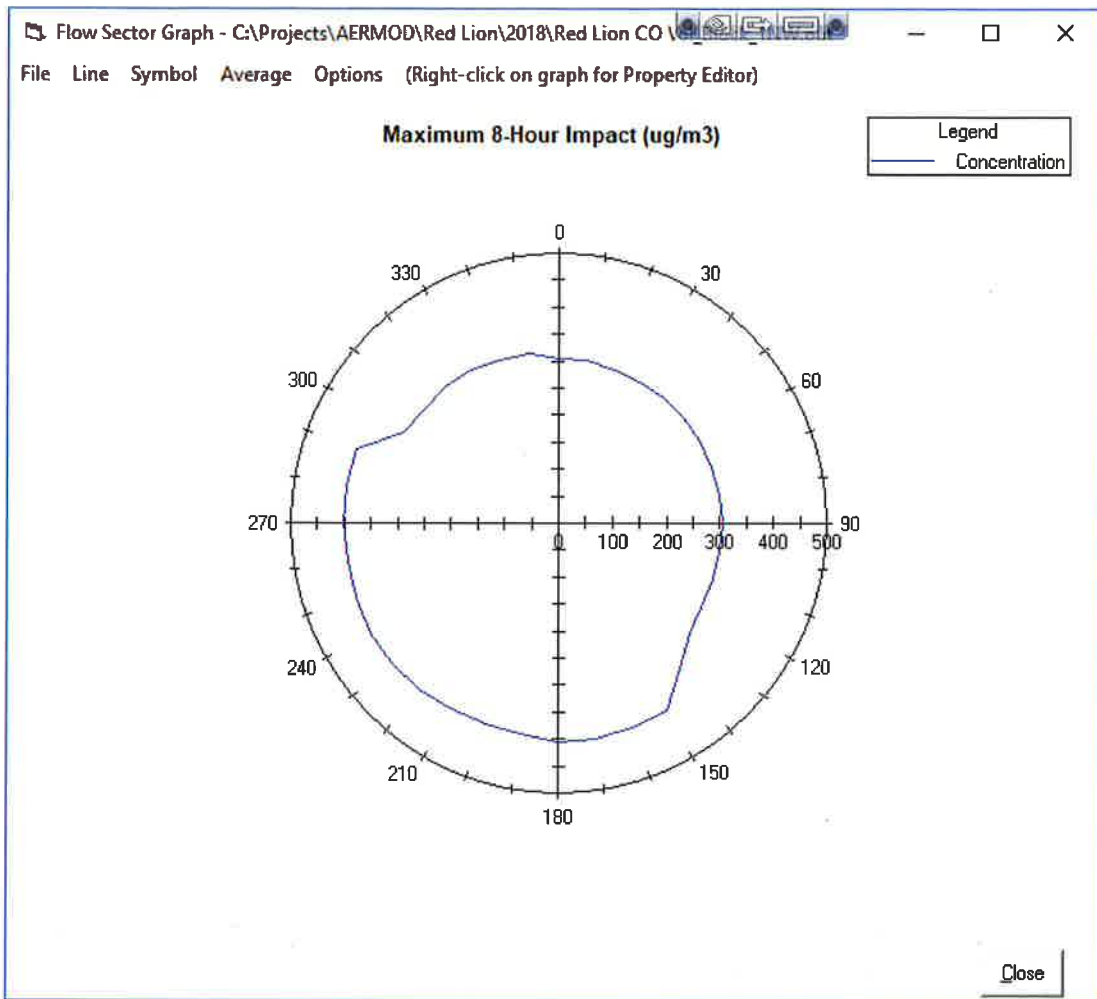 Flow Sector Graph - C:\Projects\AERMOD\Red Lion\2018\Red Lion CO
File Line Symbol Average Options (Right-click on graph for Property Editor)
Maximum 8-Hour Impact (ug/m3)
Legend
Concentration
0
330
30
300
60
270
90
0 100 200 300 400 500
240
120
210
150
180
Close